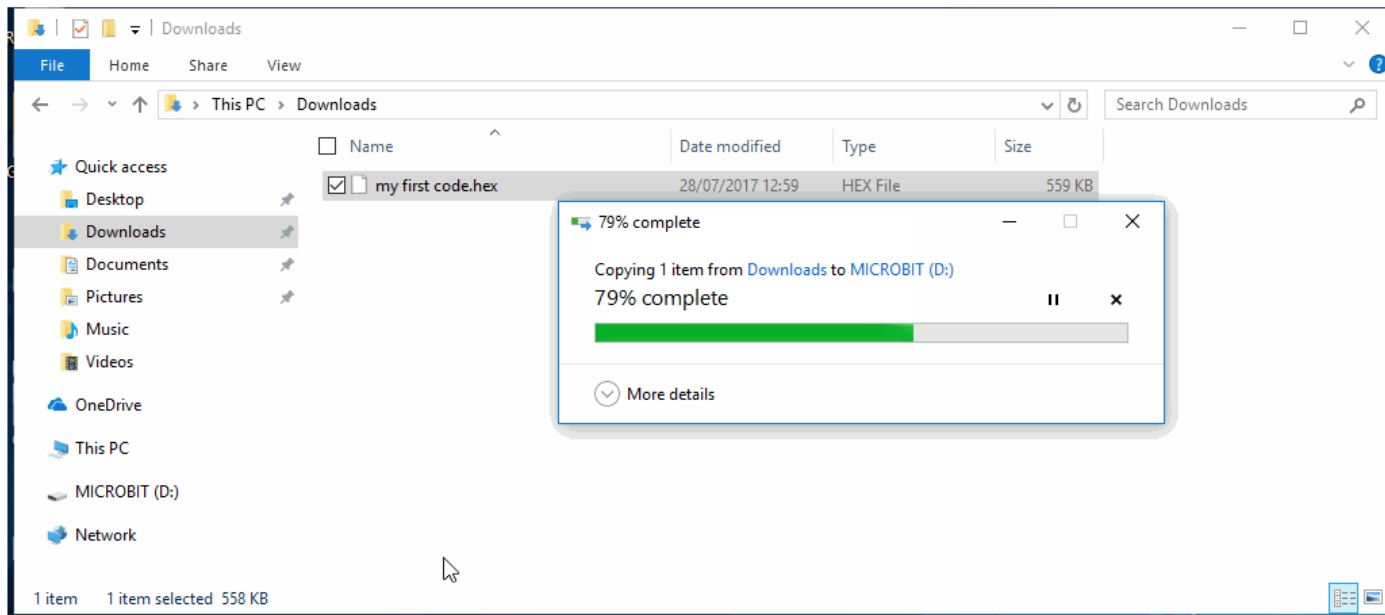 Downloads
File Home Share View
This PC > Downloads
Search Downloads
Name Date modified Type Size
Quick access
my first code.hex 28/07/2017 12:59 HEX File 559 KB
Desktop
79% complete
Downloads
Documents
Copying 1 item from Downloads to MICROBIT (D:)
Pictures
79% complete
Music
Videos
More details
OneDrive
This PC
MICROBIT (D:)
Network
1 item 1 item selected 558 KB